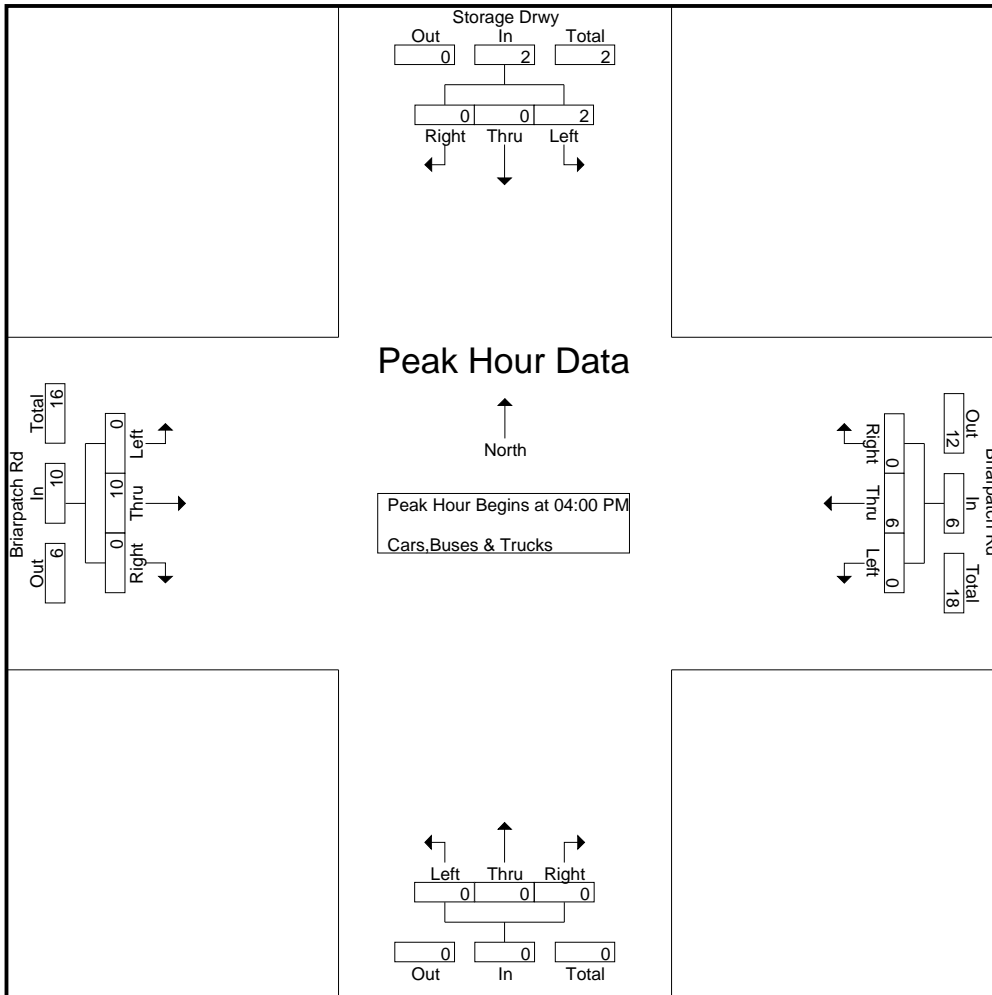 Storage Drwy
Out In Total
0 2 2
0 0 2
Right Thru Left
Peak Hour Data
North
Peak Hour Begins at 04:00 PM
Cars,Buses & Trucks
Briarpatch Rd
Total In Out
16 10 6
0 10 0
Left Thru Right
Briarpatch Rd
Out In Total
12 6 18
0 6 0
Right Thru Left
Left Thru Right
0 0 0
0 0 0
Out In Total